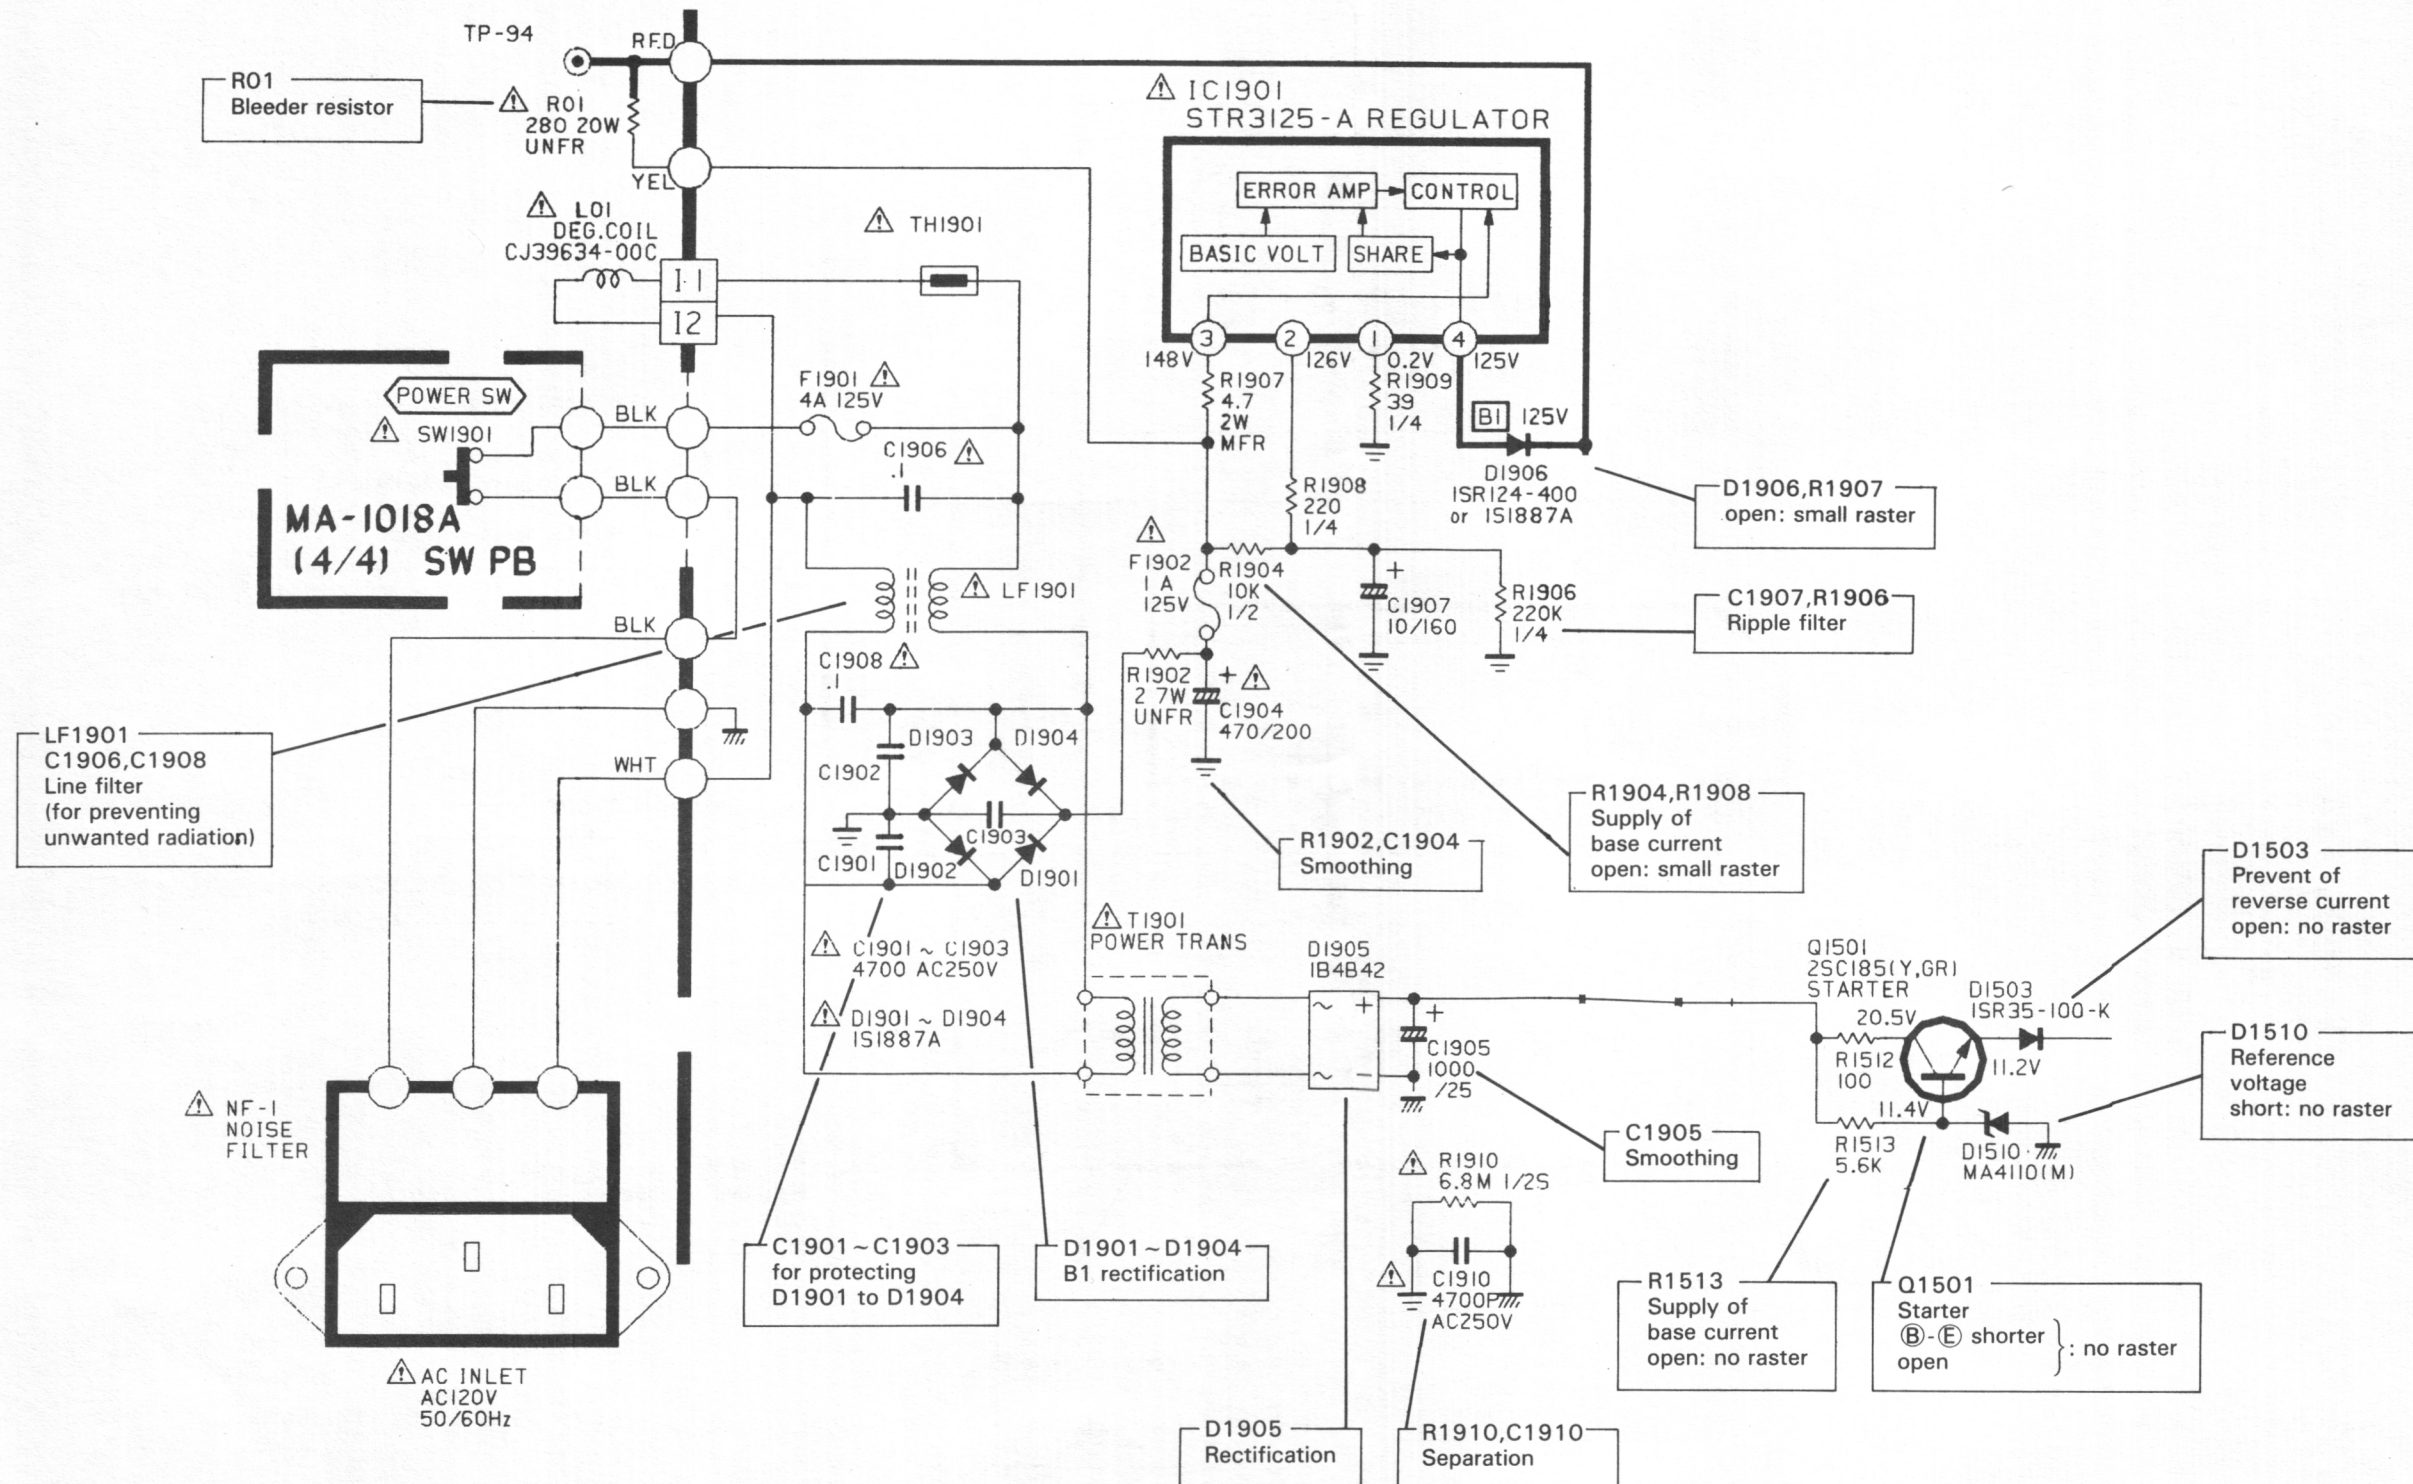 TP-94
RED
R01
Bleeder resistor
R01
280 20W
UNFR
YEL
L01
DEG.COIL
CJ39634-00C
I1
I2
TH1901
IC1901
STR3125-A REGULATOR
ERROR AMP
CONTROL
BASIC VOLT
SHARE
3
2
1
4
148V
126V
0.2V
125V
R1907
4.7
2W
MFR
R1909
39
1/4
B1 125V
D1906
1SR124-400
or 1S1887A
D1906,R1907
open: small raster
POWER SW
SW1901
BLK
BLK
MA-1018A
(4/4) SW PB
F1901
4A 125V
C1906
.1
R1908
220
1/4
F1902
1A
125V
R1904
10K
1/2
+
C1907
10/160
R1906
220K
1/4
C1907,R1906
Ripple filter
LF1901
BLK
C1908
.1
R1902
2 7W
UNFR
+
C1904
470/200
LF1901
C1906,C1908
Line filter
(for preventing
unwanted radiation)
WHT
D1903
D1904
C1902
C1903
C1901
D1902
D1901
R1902,C1904
Smoothing
R1904,R1908
Supply of
base current
open: small raster
D1503
Prevent of
reverse current
open: no raster
C1901 ~ C1903
4700 AC250V
D1901 ~ D1904
1S1887A
T1901
POWER TRANS
D1905
1B4B42
~ +
~ -
+
C1905
1000
/25
Q1501
2SC185(Y,GR)
STARTER
20.5V
D1503
1SR35-100-K
R1512
100
11.2V
11.4V
R1513
5.6K
D1510
MA4110(M)
D1510
Reference
voltage
short: no raster
NF-1
NOISE
FILTER
C1905
Smoothing
R1910
6.8M 1/2S
C1910
4700P
AC250V
C1901~C1903
for protecting
D1901 to D1904
D1901~D1904
B1 rectification
R1513
Supply of
base current
open: no raster
Q1501
Starter
Ⓑ-Ⓔ shorter
open
: no raster
AC INLET
AC120V
50/60Hz
D1905
Rectification
R1910,C1910
Separation